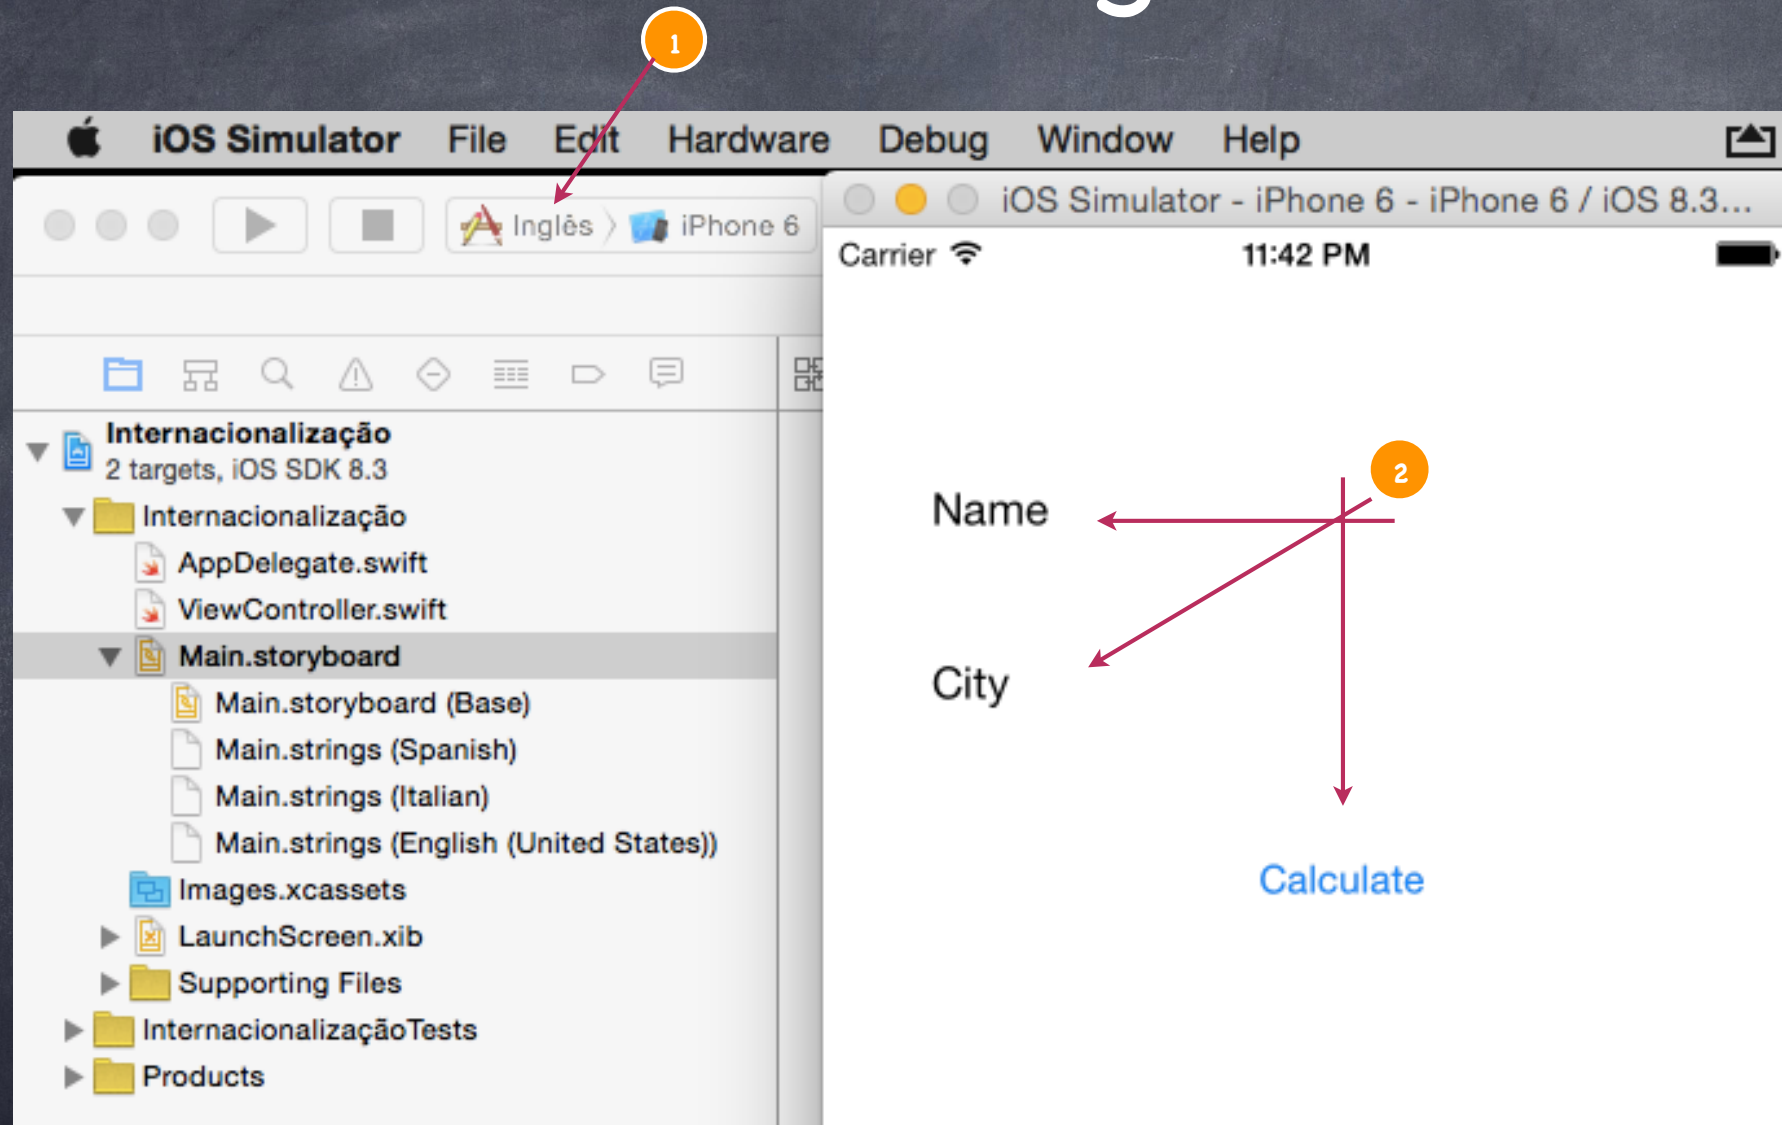 1
iOS Simulator File Edit Hardware Debug Window Help
Inglês iPhone 6
iOS Simulator - iPhone 6 - iPhone 6 / iOS 8.3...
Carrier 11:42 PM
Internacionalização
2 targets, iOS SDK 8.3
Internacionalização
AppDelegate.swift
ViewController.swift
Main.storyboard
Main.storyboard (Base)
Main.strings (Spanish)
Main.strings (Italian)
Main.strings (English (United States))
Images.xcassets
LaunchScreen.xib
Supporting Files
InternacionalizaçãoTests
Products
2
Name
City
Calculate